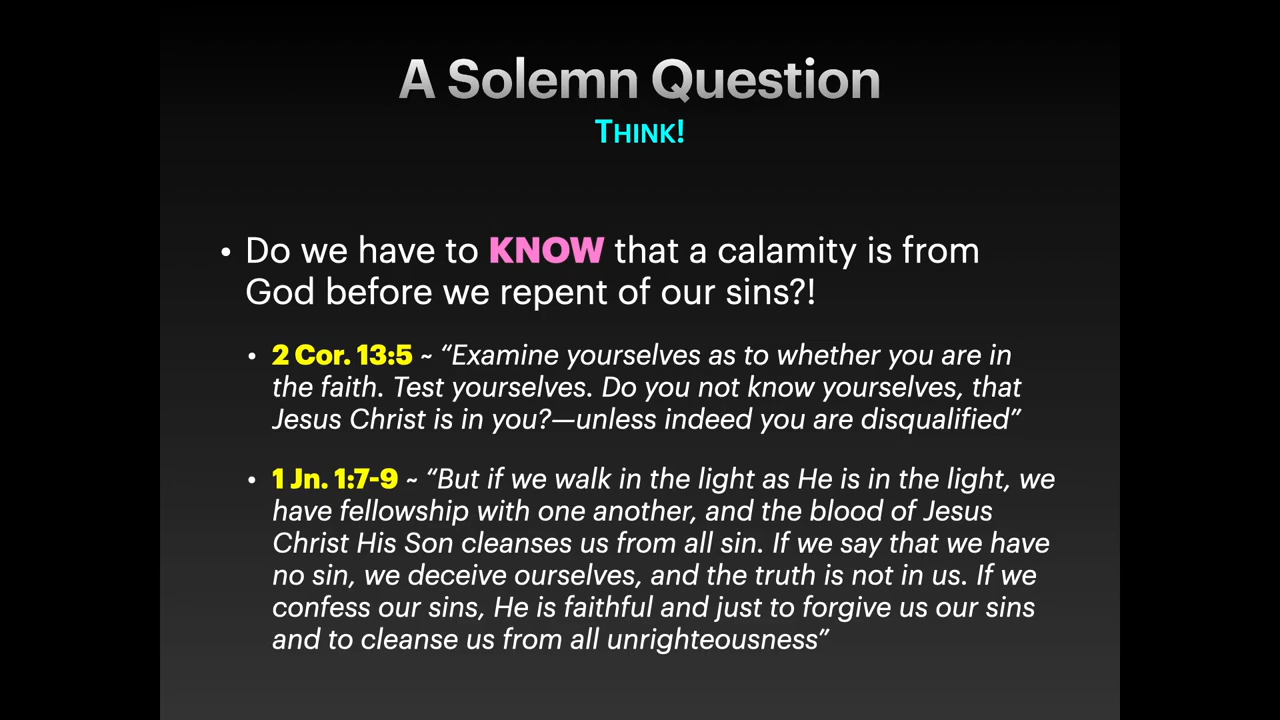 A Solemn Question
THINK!
• Do we have to KNOW that a calamity is from
God before we repent of our sins?!
• 2 Cor. 13:5 ~ “Examine yourselves as to whether you are in
the faith. Test yourselves. Do you not know yourselves, that
Jesus Christ is in you?—unless indeed you are disqualified”
• 1 Jn. 1:7-9 ~ “But if we walk in the light as He is in the light, we
have fellowship with one another, and the blood of Jesus
Christ His Son cleanses us from all sin. If we say that we have
no sin, we deceive ourselves, and the truth is not in us. If we
confess our sins, He is faithful and just to forgive us our sins
and to cleanse us from all unrighteousness”